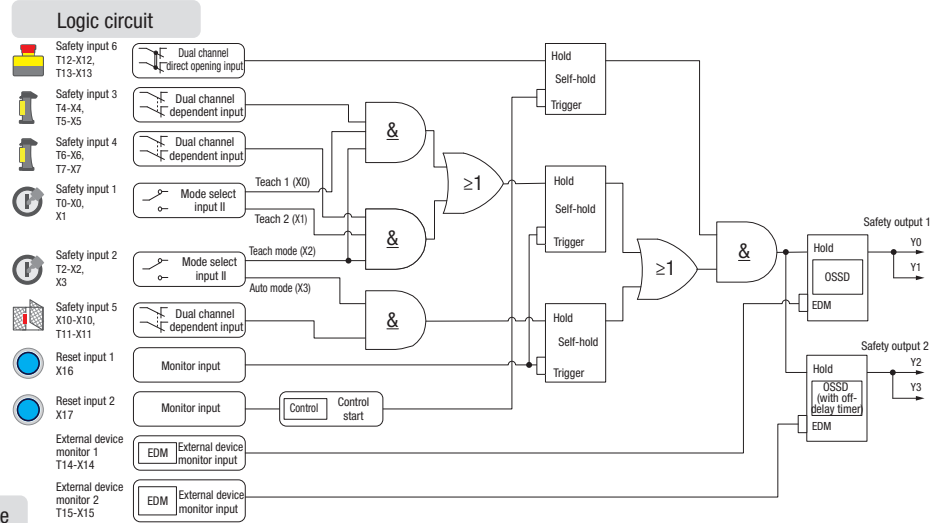 Logic circuit
Safety input 6
T12-X12,
T13-X13
Dual channel
direct opening input
Safety input 3
T4-X4,
T5-X5
Dual channel
dependent input
Safety input 4
T6-X6,
T7-X7
Dual channel
dependent input
Safety input 1
T0-X0,
X1
Mode select
input II
Teach 1 (X0)
Teach 2 (X1)
Safety input 2
T2-X2,
X3
Mode select
input II
Teach mode (X2)
Auto mode (X3)
Safety input 5
X10-X10,
T11-X11
Dual channel
dependent input
Reset input 1
X16
Monitor input
Reset input 2
X17
Monitor input
Control
Control
start
External device
monitor 1
T14-X14
EDM
External device
monitor input
External device
monitor 2
T15-X15
EDM
External device
monitor input
&
&
&
≥1
Hold
Self-hold
Trigger
Hold
Self-hold
Trigger
Hold
Self-hold
Trigger
≥1
&
Safety output 1
Hold
OSSD
EDM
Y0
Y1
Safety output 2
Hold
OSSD
(with off-
delay timer)
EDM
Y2
Y3
e